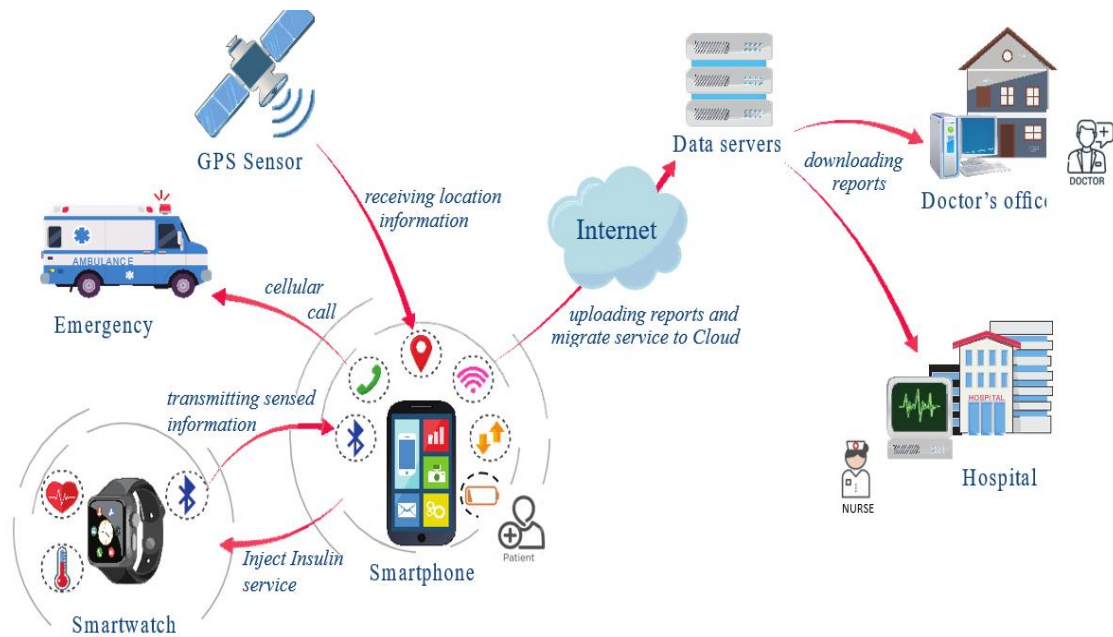 GPS Sensor
receiving location
information
AMBULANCE
Emergency
cellular
call
transmitting sensed
information
Inject Insulin
service
Smartwatch
Smartphone
Patient
Internet
uploading reports and
migrate service to Cloud
Data servers
downloading
reports
Doctor's office
DOCTOR
HOSPITAL
NURSE
Hospital